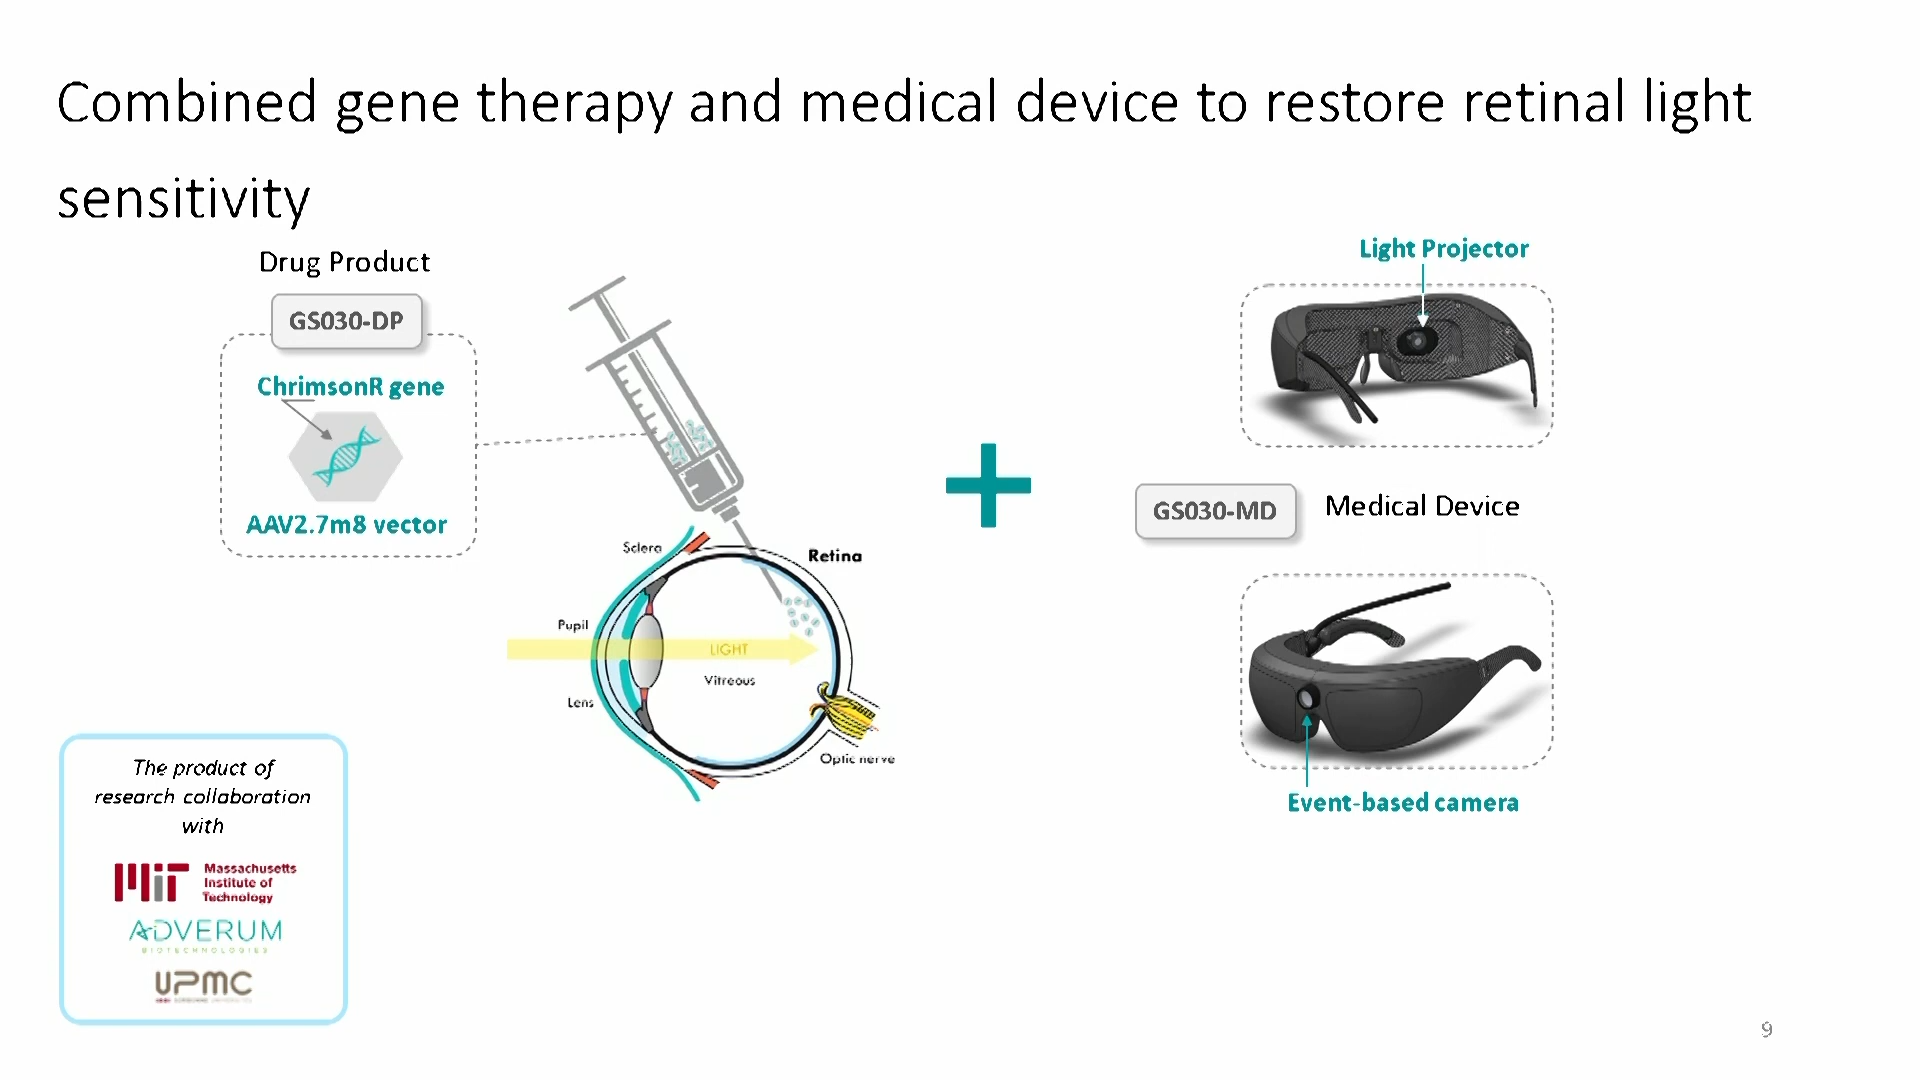 Combined gene therapy and medical device to restore retinal light
sensitivity
Drug Product
GS030-DP
ChrimsonR gene
AAV2.7m8 vector
Sclera
Retina
Pupil
LIGHT
Vitreous
Lens
Optic nerve
Light Projector
GS030-MD
Medical Device
Event-based camera
The product of
research collaboration
with
MIT
Massachusetts
Institute of
Technology
ADVERUM
BIOTECHNOLOGIES
UPMC
SORBONNE UNIVERSITÉS
9